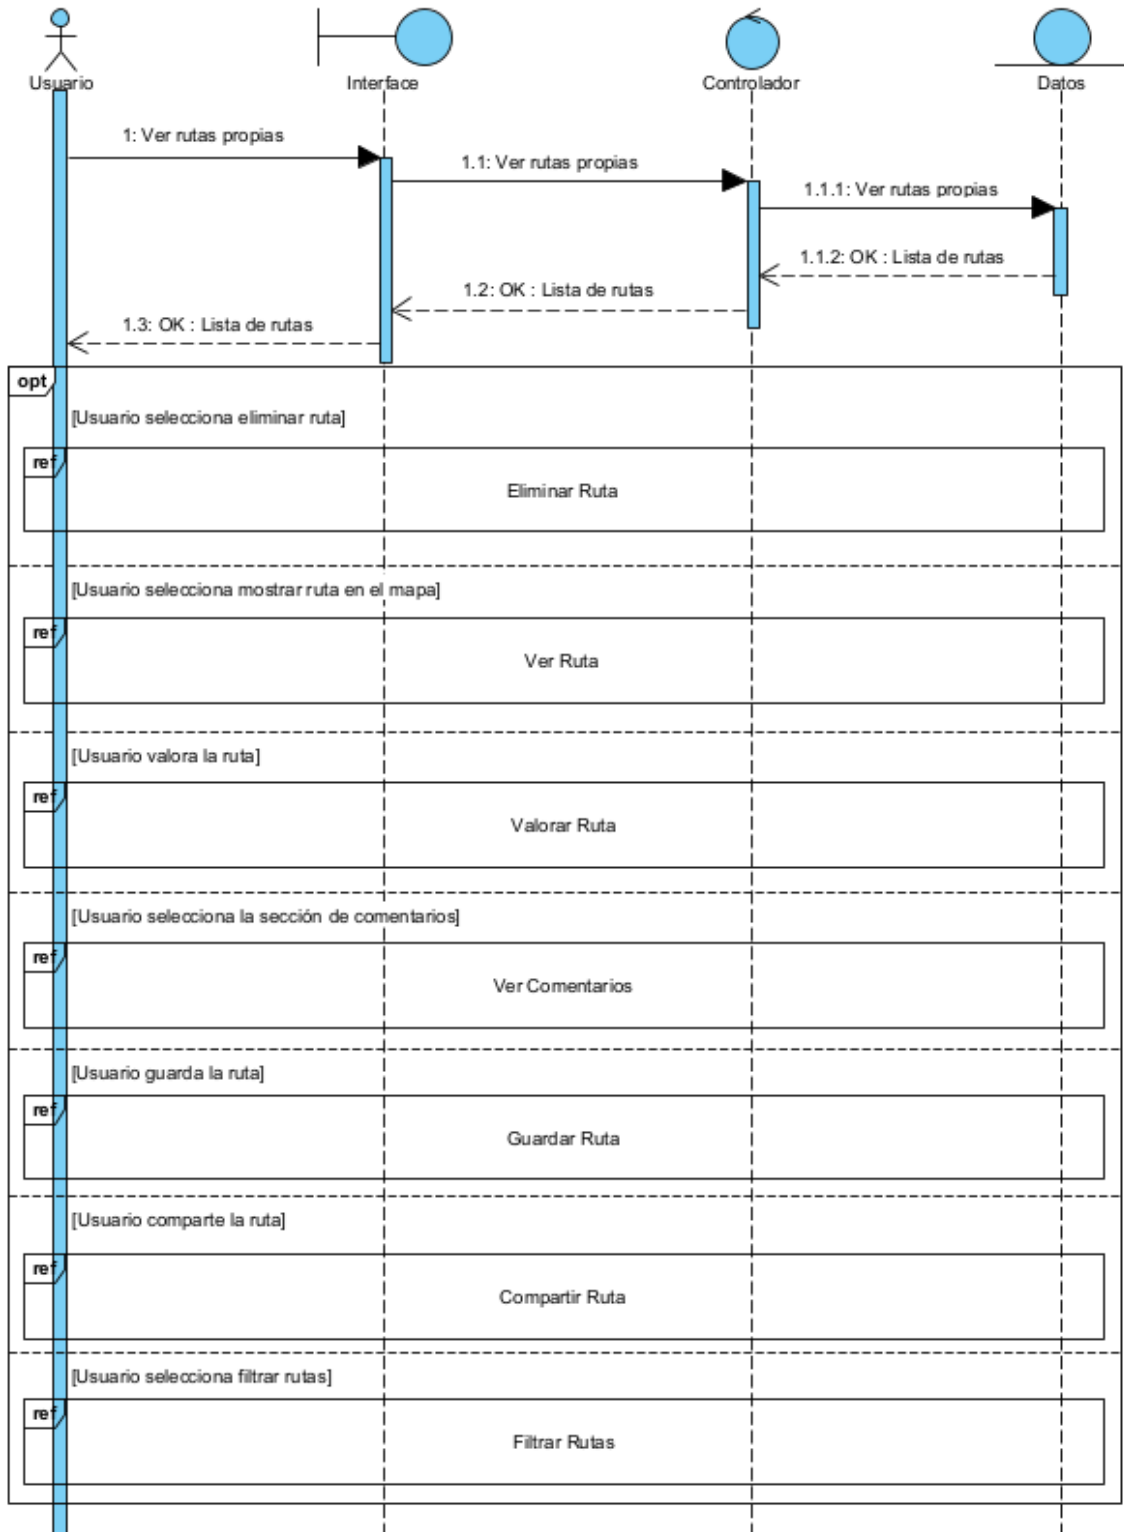 Usuario
Interface
Controlador
Datos
1: Ver rutas propias
1.1: Ver rutas propias
1.1.1: Ver rutas propias
1.1.2: OK : Lista de rutas
1.2: OK : Lista de rutas
1.3: OK : Lista de rutas
opt
[Usuario selecciona eliminar ruta]
ref
Eliminar Ruta
[Usuario selecciona mostrar ruta en el mapa]
ref
Ver Ruta
[Usuario valora la ruta]
ref
Valorar Ruta
[Usuario selecciona la sección de comentarios]
ref
Ver Comentarios
[Usuario guarda la ruta]
ref
Guardar Ruta
[Usuario comparte la ruta]
ref
Compartir Ruta
[Usuario selecciona filtrar rutas]
ref
Filtrar Rutas